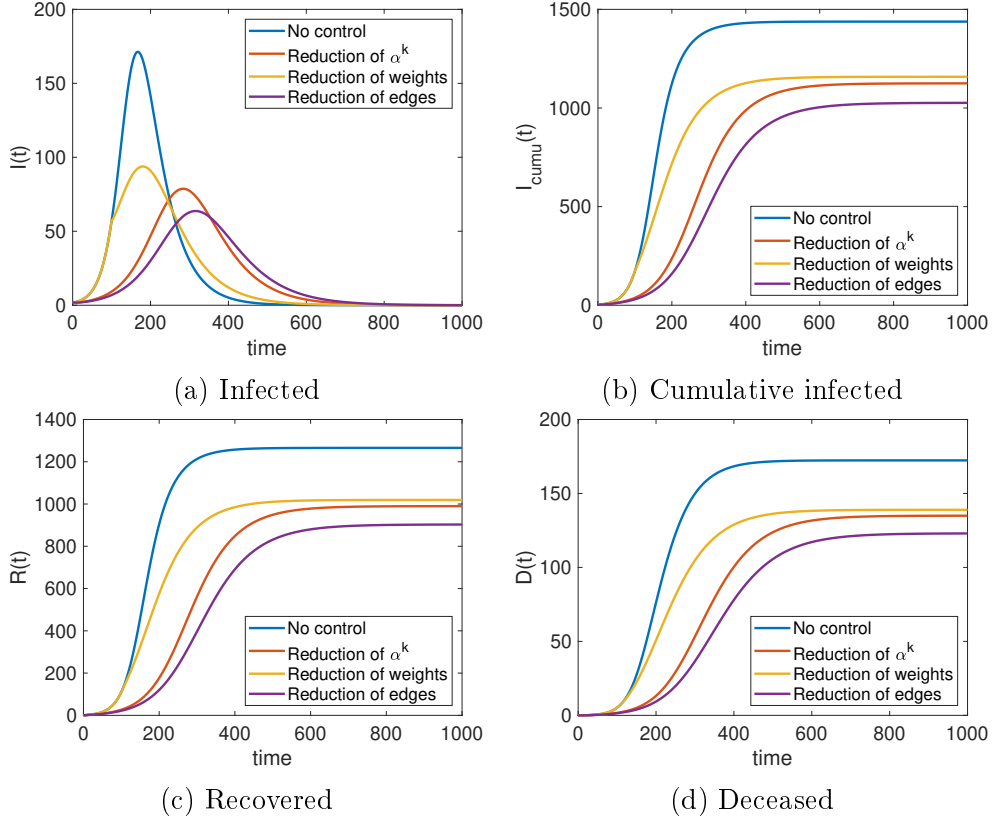 200
150
100
50
0
I(t)
No control
Reduction of α^k
Reduction of weights
Reduction of edges
0 200 400 600 800 1000
time
(a) Infected
1500
1000
500
0
I_cumu(t)
No control
Reduction of α^k
Reduction of weights
Reduction of edges
0 200 400 600 800 1000
time
(b) Cumulative infected
1400
1200
1000
800
600
400
200
0
R(t)
No control
Reduction of α^k
Reduction of weights
Reduction of edges
0 200 400 600 800 1000
time
(c) Recovered
200
150
100
50
0
D(t)
No control
Reduction of α^k
Reduction of weights
Reduction of edges
0 200 400 600 800 1000
time
(d) Deceased